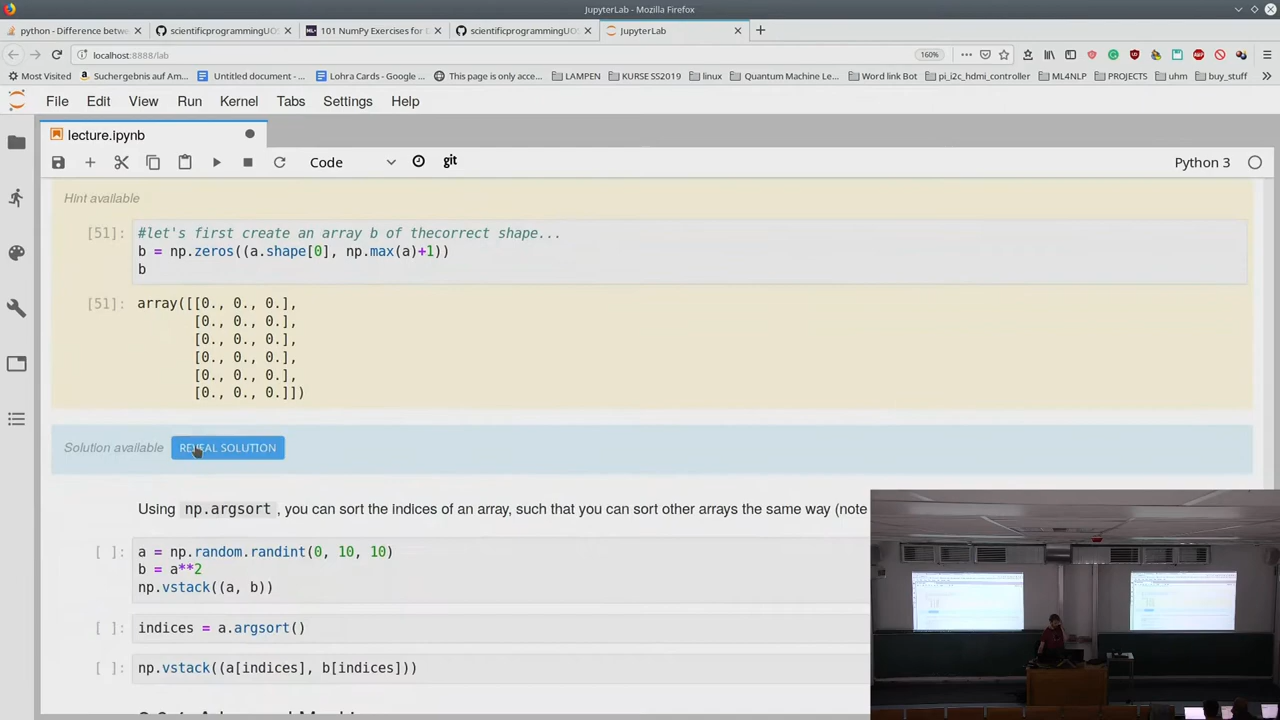 JupyterLab - Mozilla Firefox
python - Difference betwe
scientificprogrammingUOS
101 NumPy Exercises for D
scientificprogrammingUOS
JupyterLab
localhost:8888/lab
160%
Most Visited
Suchergebnis auf Am...
Untitled document - ...
Lohra Cards - Google ...
This page is only acce...
LAMPEN
KURSE SS2019
linux
Quantum Machine Le...
Word link Bot
pi_i2c_hdmi_controller
ML4NLP
PROJECTS
uhm
buy_stuff
File Edit View Run Kernel Tabs Settings Help
lecture.ipynb
Code
git
Python 3
Hint available
[51]: #let's first create an array b of thecorrect shape...
b = np.zeros((a.shape[0], np.max(a)+1))
b
[51]: array([[0., 0., 0.],
[0., 0., 0.],
[0., 0., 0.],
[0., 0., 0.],
[0., 0., 0.],
[0., 0., 0.]])
Solution available REVEAL SOLUTION
Using np.argsort , you can sort the indices of an array, such that you can sort other arrays the same way (note
[ ]: a = np.random.randint(0, 10, 10)
b = a**2
np.vstack((a, b))
[ ]: indices = a.argsort()
[ ]: np.vstack((a[indices], b[indices]))